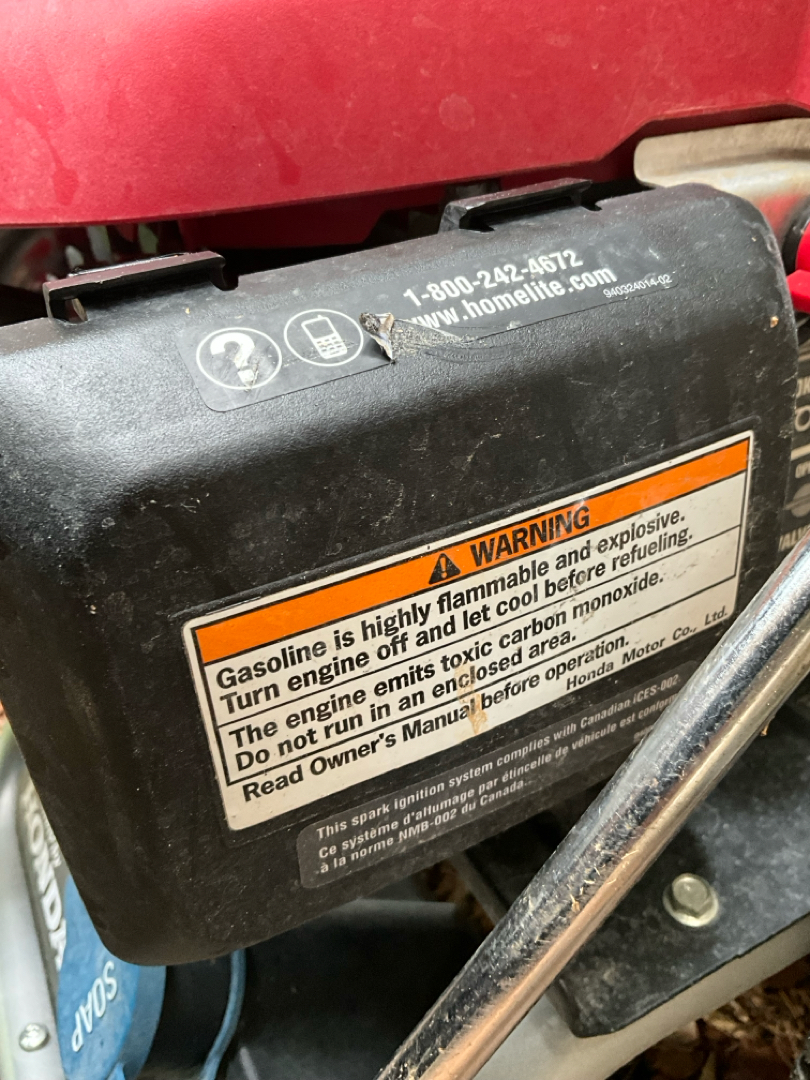 1-800-242-4672
www.homelite.com
940324014-02
WARNING
Gasoline is highly flammable and explosive.
Turn engine off and let cool before refueling.
The engine emits toxic carbon monoxide.
Do not run in an enclosed area.
Read Owner's Manual before operation.
Honda Motor Co., Ltd.
This spark ignition system complies with Canadian ICES-002
Ce système d'allumage par étincelle de véhicule est conforme
à la norme NMB-002 du Canada.
HONDA
SOAP